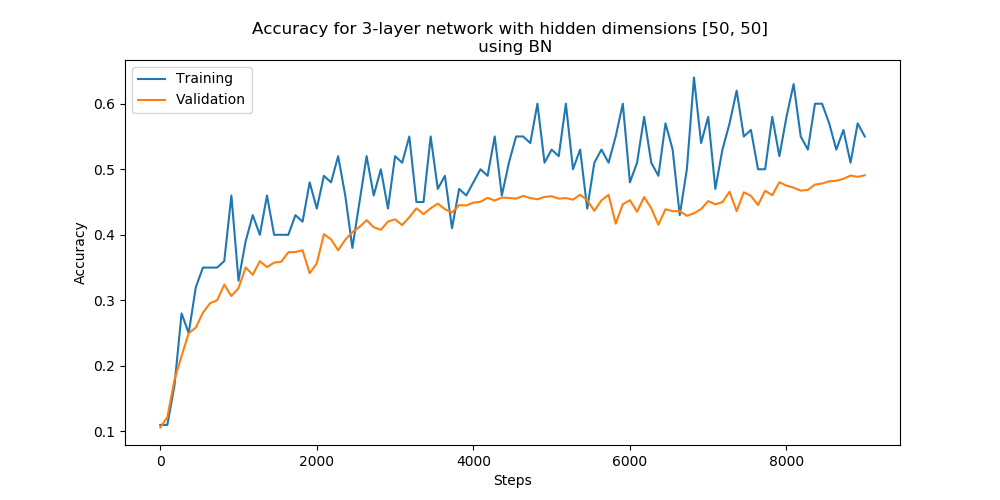 Accuracy for 3-layer network with hidden dimensions [50, 50]
using BN
Training
Validation
0.6
0.5
0.4
0.3
0.2
0.1
Accuracy
0
2000
4000
6000
8000
Steps